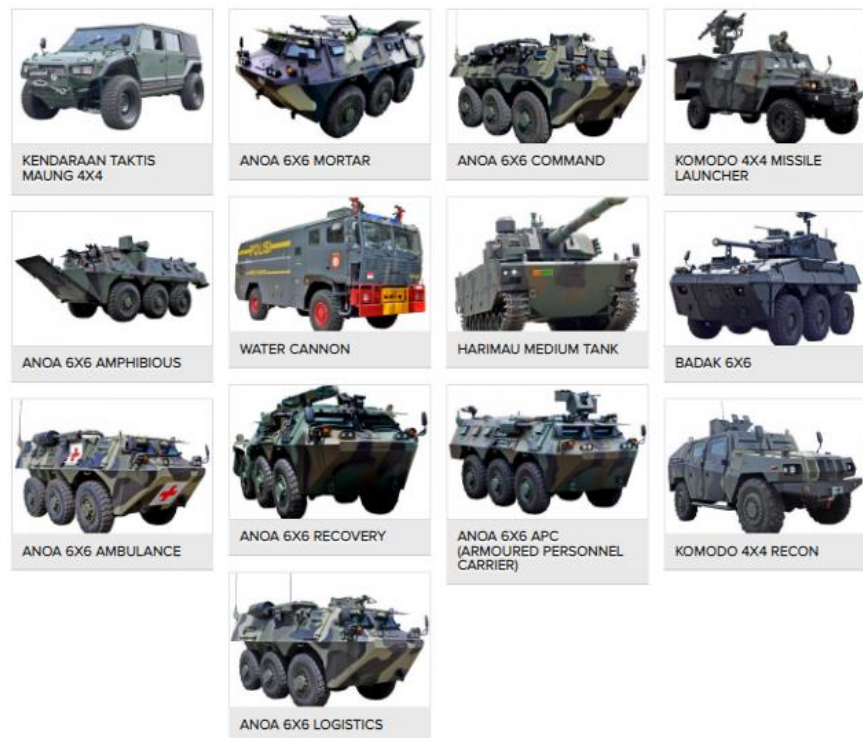 KENDARAAN TAKTIS
MAUNG 4X4
ANOA 6X6 MORTAR
ANOA 6X6 COMMAND
KOMODO 4X4 MISSILE
LAUNCHER
POLISI
ANOA 6X6 AMPHIBIOUS
WATER CANNON
HARIMAU MEDIUM TANK
BADAK 6X6
ANOA 6X6 AMBULANCE
ANOA 6X6 RECOVERY
ANOA 6X6 APC
(ARMOURED PERSONNEL
CARRIER)
KOMODO 4X4 RECON
ANOA 6X6 LOGISTICS